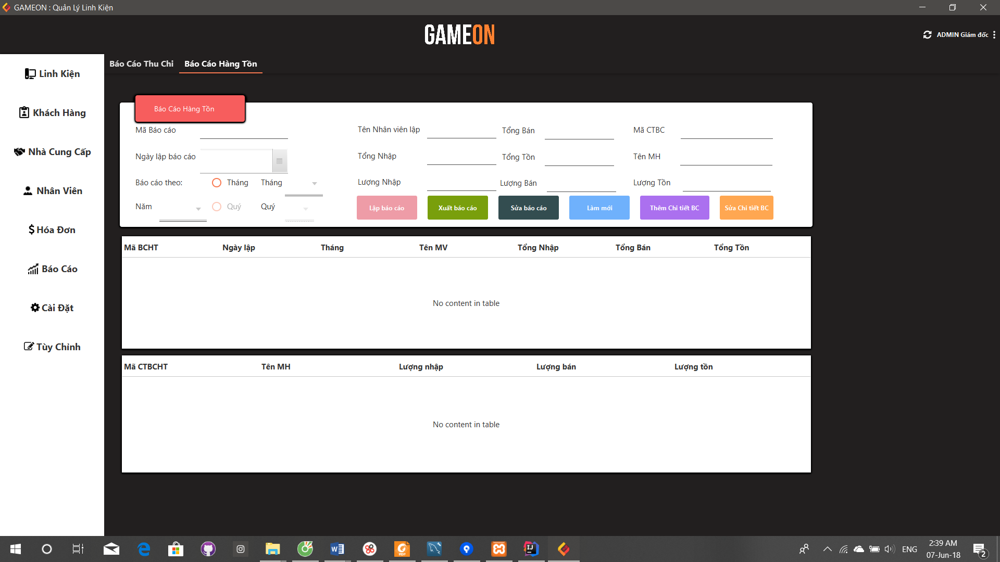 GAMEON : Quản Lý Linh Kiện
GAMEON
ADMIN Giám đốc
Báo Cáo Thu Chi
Báo Cáo Hàng Tồn
Linh Kiện
Khách Hàng
Nhà Cung Cấp
Nhân Viên
Hóa Đơn
Báo Cáo
Cài Đặt
Tùy Chỉnh
Báo Cáo Hàng Tồn
Mã Báo cáo
Tên Nhân viên lập
Tổng Bán
Mã CTBC
Ngày lập báo cáo
Tổng Nhập
Tổng Tồn
Tên MH
Báo cáo theo:
Tháng
Tháng
Lượng Nhập
Lượng Bán
Lượng Tồn
Năm
Quý
Quý
Lập báo cáo
Xuất báo cáo
Sửa báo cáo
Làm mới
Thêm Chi tiết BC
Sửa Chi tiết BC
Mã BCHT Ngày lập Tháng Tên MV Tổng Nhập Tổng Bán Tổng Tồn
No content in table
Mã CTBCHT Tên MH Lượng nhập Lượng bán Lượng tồn
No content in table
ENG
2:39 AM
07-Jun-18
2